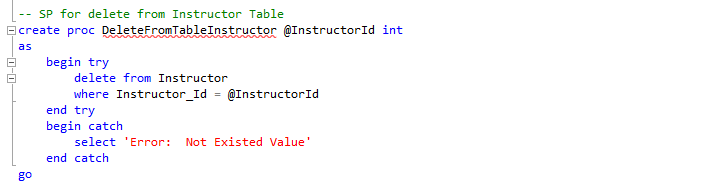 -- SP for delete from Instructor Table
create proc DeleteFromTableInstructor @InstructorId int
as
begin try
delete from Instructor
where Instructor_Id = @InstructorId
end try
begin catch
select 'Error:  Not Existed Value'
end catch
go